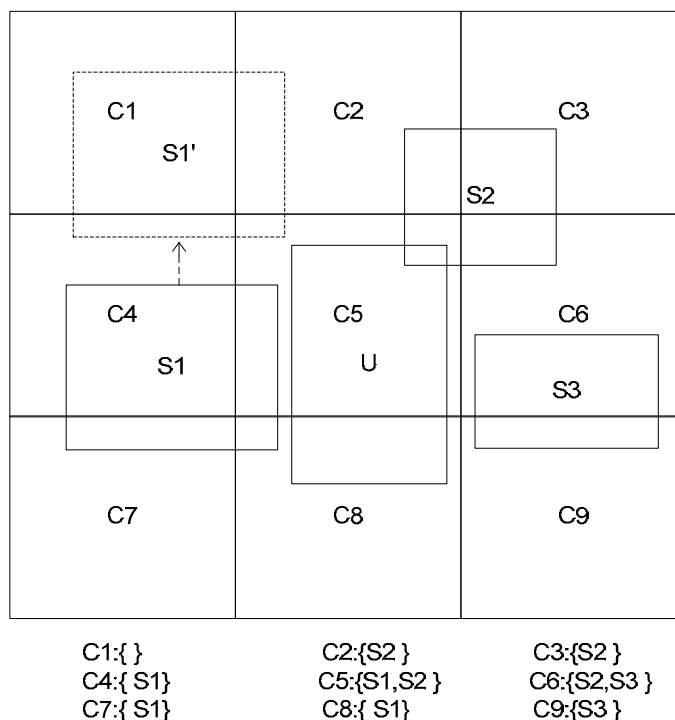 C1 C2 C3
S1'
S2
C4 C5 C6
S1 U S3
C7 C8 C9
C1:{ } C2:{S2 } C3:{S2 }
C4:{ S1} C5:{S1,S2 } C6:{S2,S3 }
C7:{ S1} C8:{ S1} C9:{S3 }